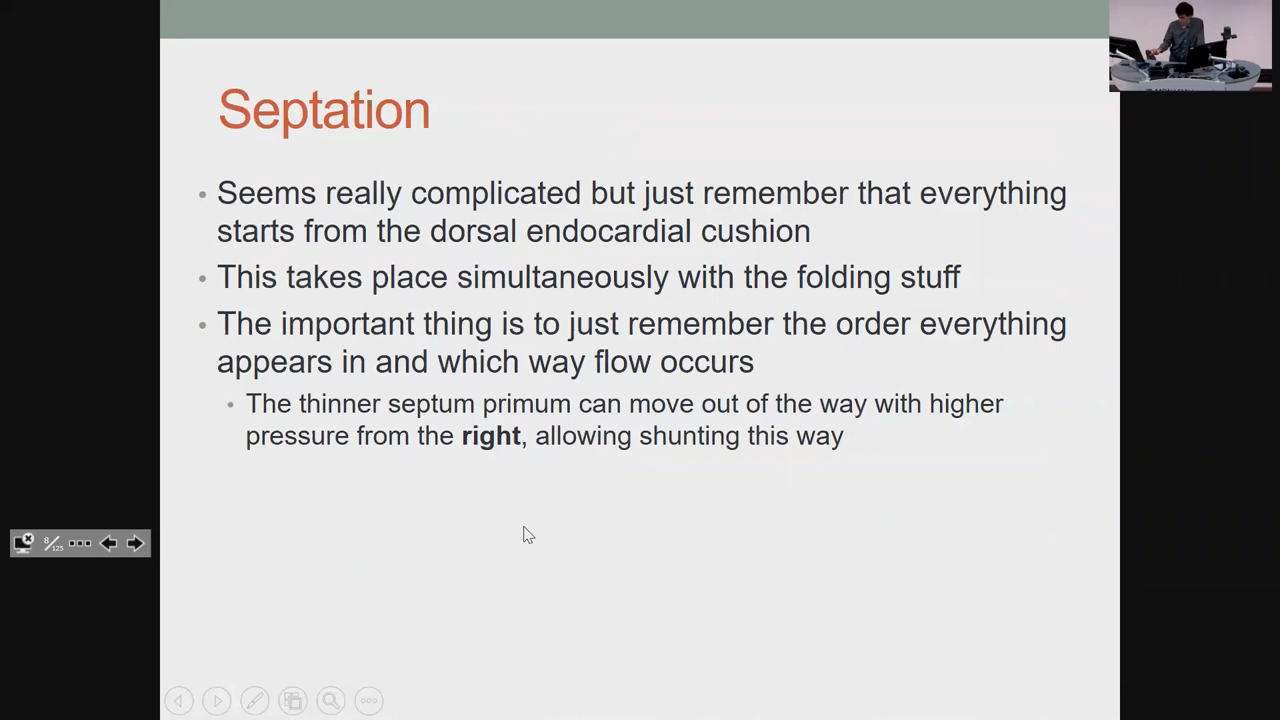 Septation
• Seems really complicated but just remember that everything
starts from the dorsal endocardial cushion
• This takes place simultaneously with the folding stuff
• The important thing is to just remember the order everything
appears in and which way flow occurs
• The thinner septum primum can move out of the way with higher
pressure from the right, allowing shunting this way
8/125